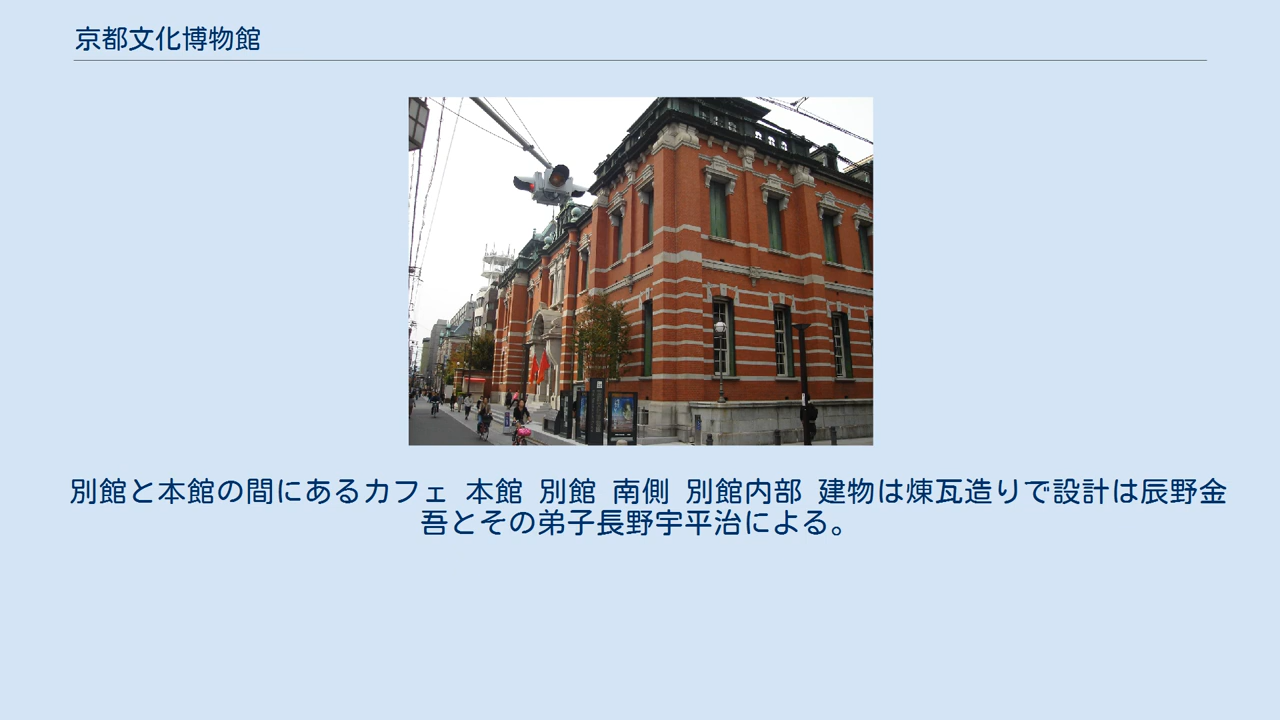 京都文化博物館
別館と本館の間にあるカフェ 本館 別館 南側 別館内部 建物は煉瓦造りで設計は辰野金
吾とその弟子長野宇平治による。